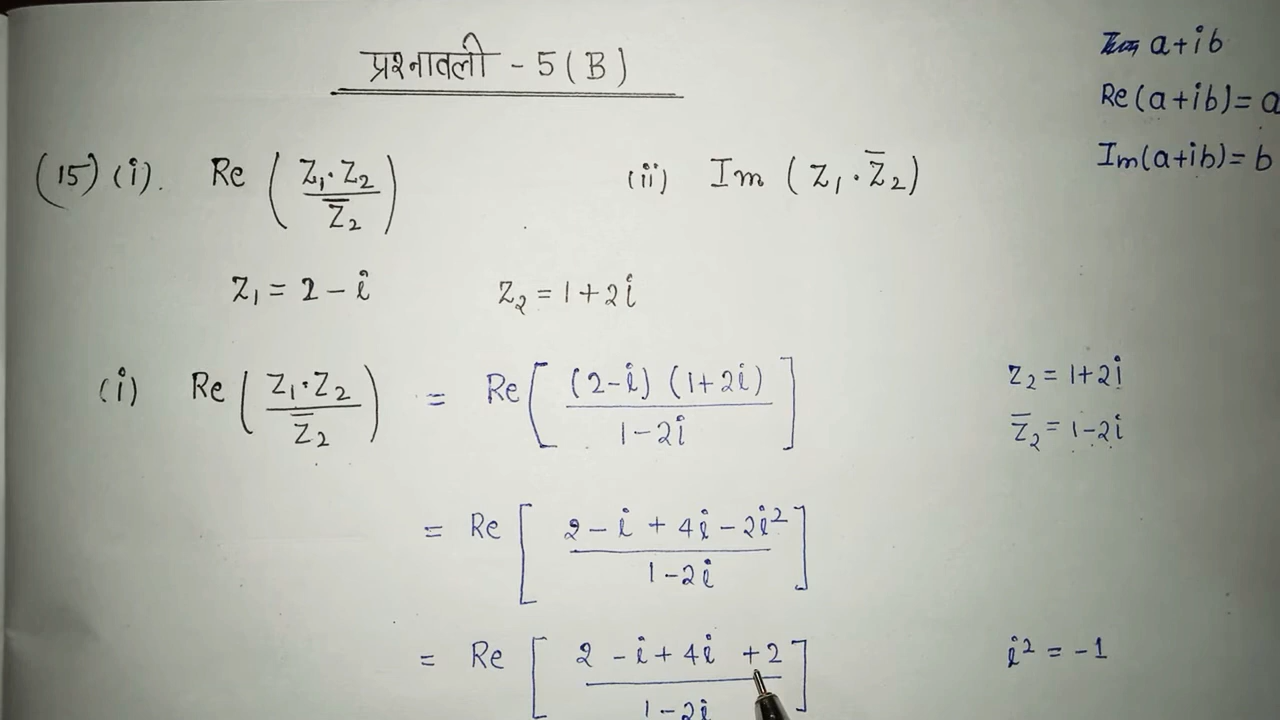 प्रश्नावली - 5 (B)
a+ib
Re(a+ib) = a
Im(a+ib) = b
(15) (i). Re ( z₁·z₂ / z̅₂ ) (ii) Im ( z₁ · z̅₂ )
z₁ = 2 - i z₂ = 1 + 2i
(i) Re ( z₁·z₂ / z̅₂ ) = Re [ (2-i) (1+2i) / 1-2i ]
z₂ = 1+2i
z̅₂ = 1-2i
= Re [ 2 - i + 4i - 2i² / 1-2i ]
= Re [ 2 - i + 4i + 2 / 1-2i ] i² = -1